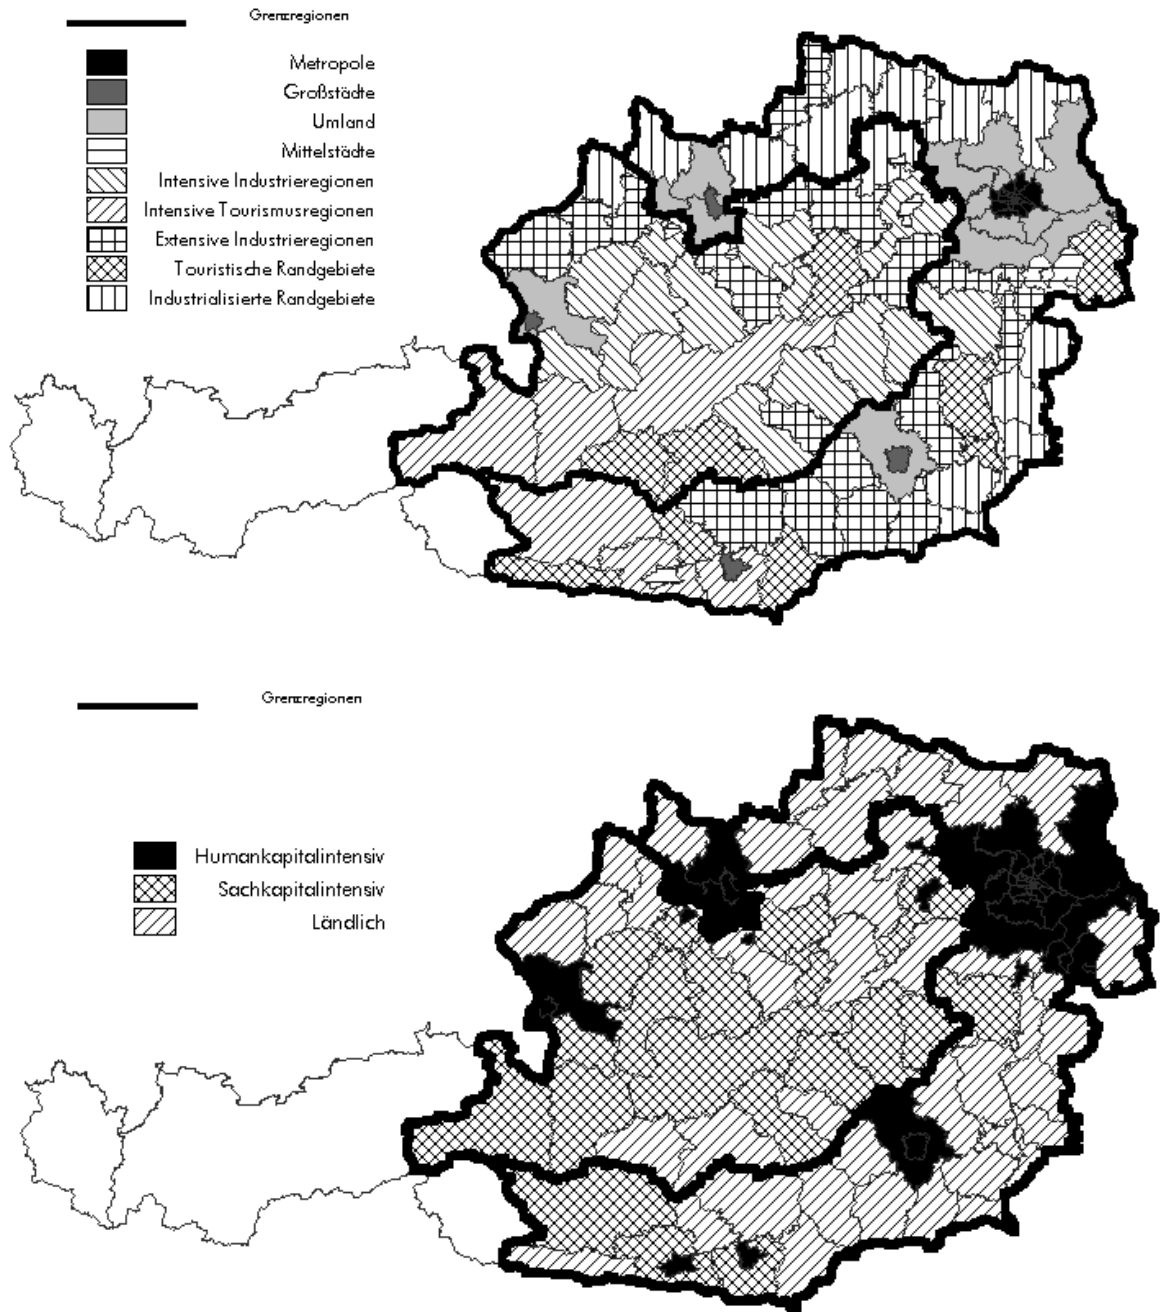 Grenzregionen
Metropole
Großstädte
Umland
Mittelstädte
Intensive Industrieregionen
Intensive Tourismusregionen
Extensive Industrieregionen
Touristische Randgebiete
Industrialisierte Randgebiete
Grenzregionen
Humankapitalintensiv
Sachkapitalintensiv
Ländlich